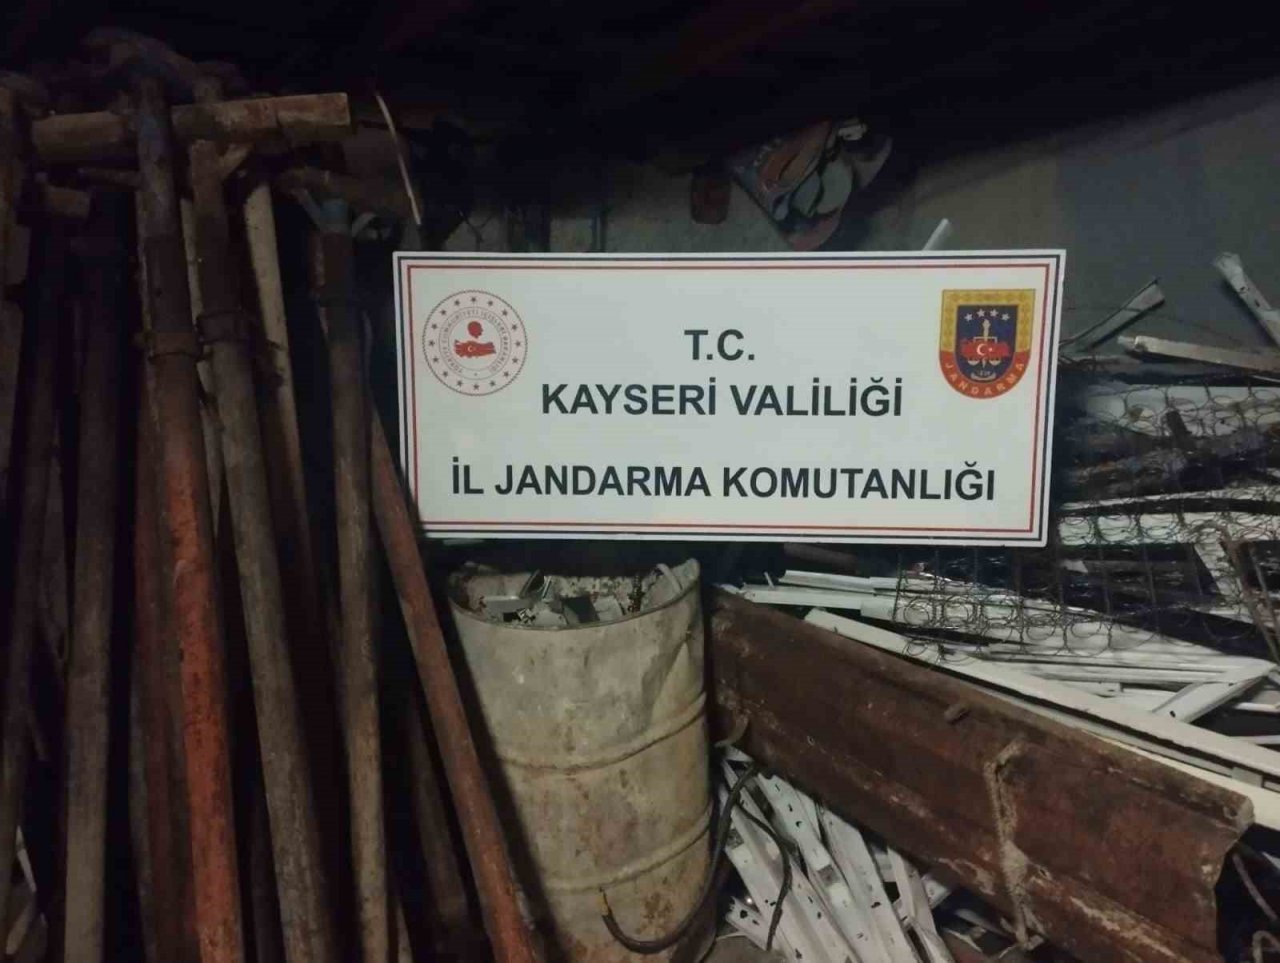 T.C.
KAYSERİ VALİLİĞİ
İL JANDARMA KOMUTANLIĞI
JANDARMA